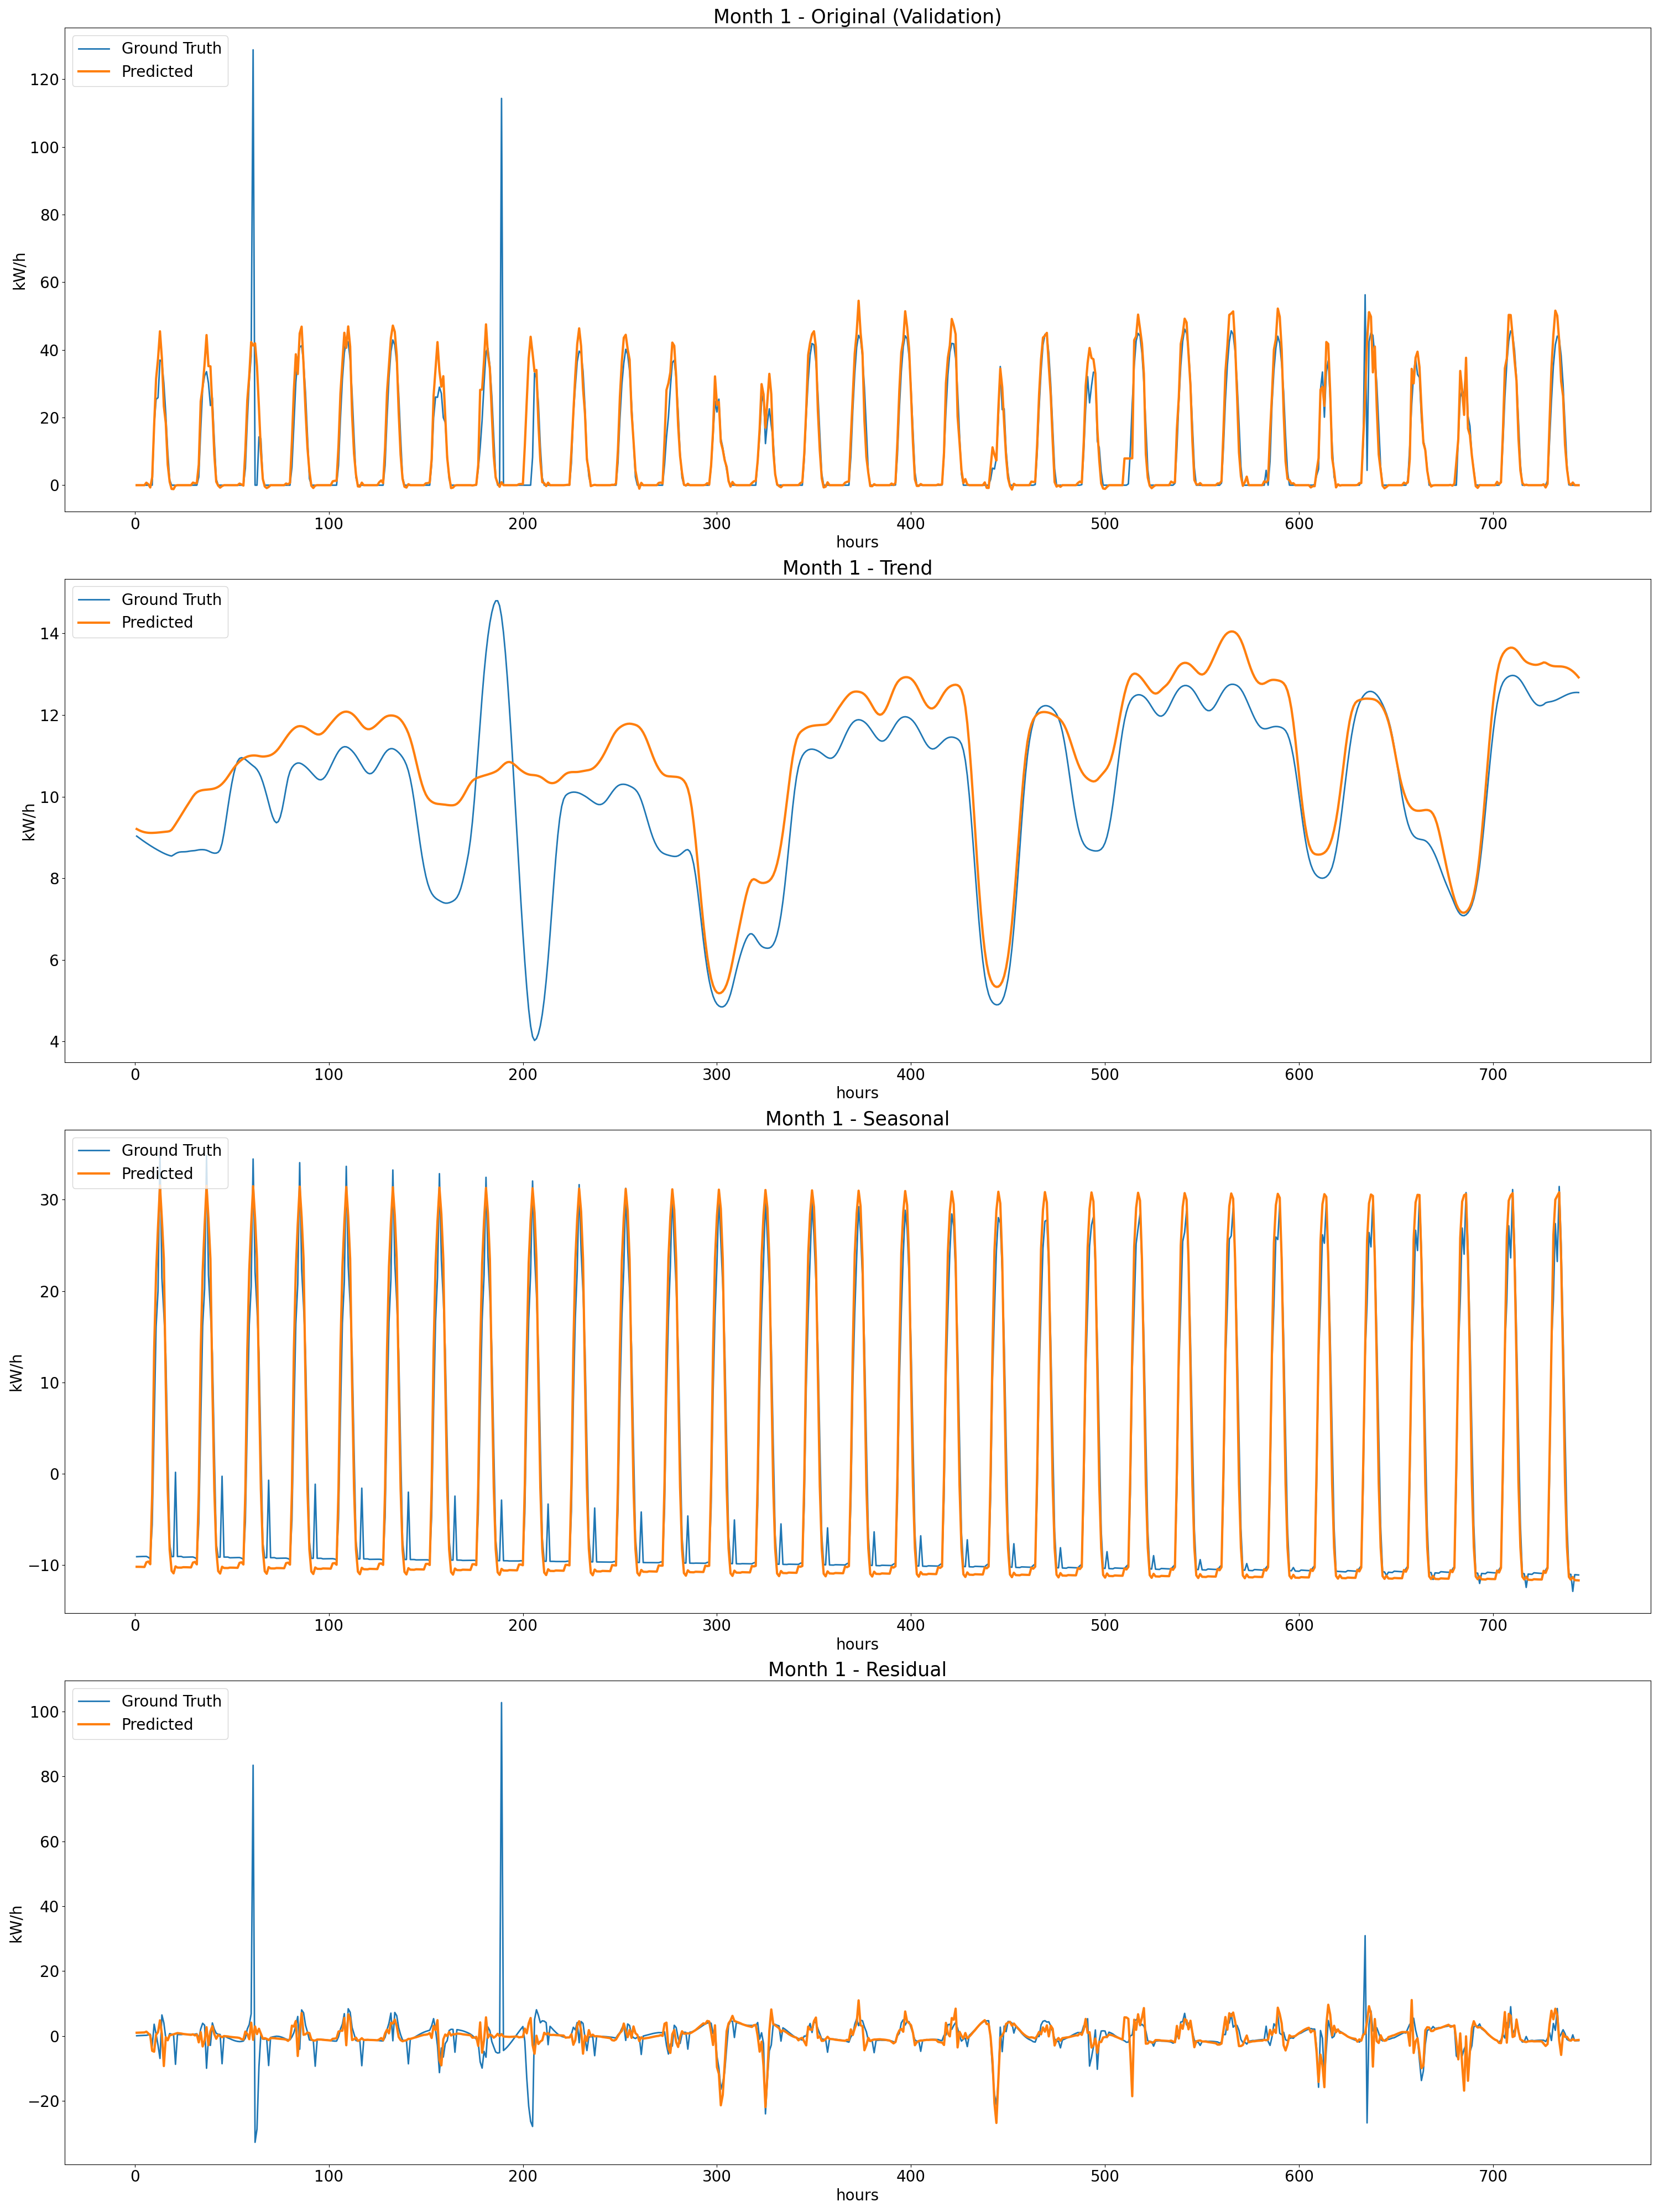 Month 1 - Original (Validation)
Ground Truth
Predicted
120
100
80
60
40
20
0
kW/h
0 100 200 300 400 500 600 700
hours
Month 1 - Trend
Ground Truth
Predicted
14
12
10
8
6
4
kW/h
0 100 200 300 400 500 600 700
hours
Month 1 - Seasonal
Ground Truth
Predicted
30
20
10
0
−10
kW/h
0 100 200 300 400 500 600 700
hours
Month 1 - Residual
Ground Truth
Predicted
100
80
60
40
20
0
−20
kW/h
0 100 200 300 400 500 600 700
hours